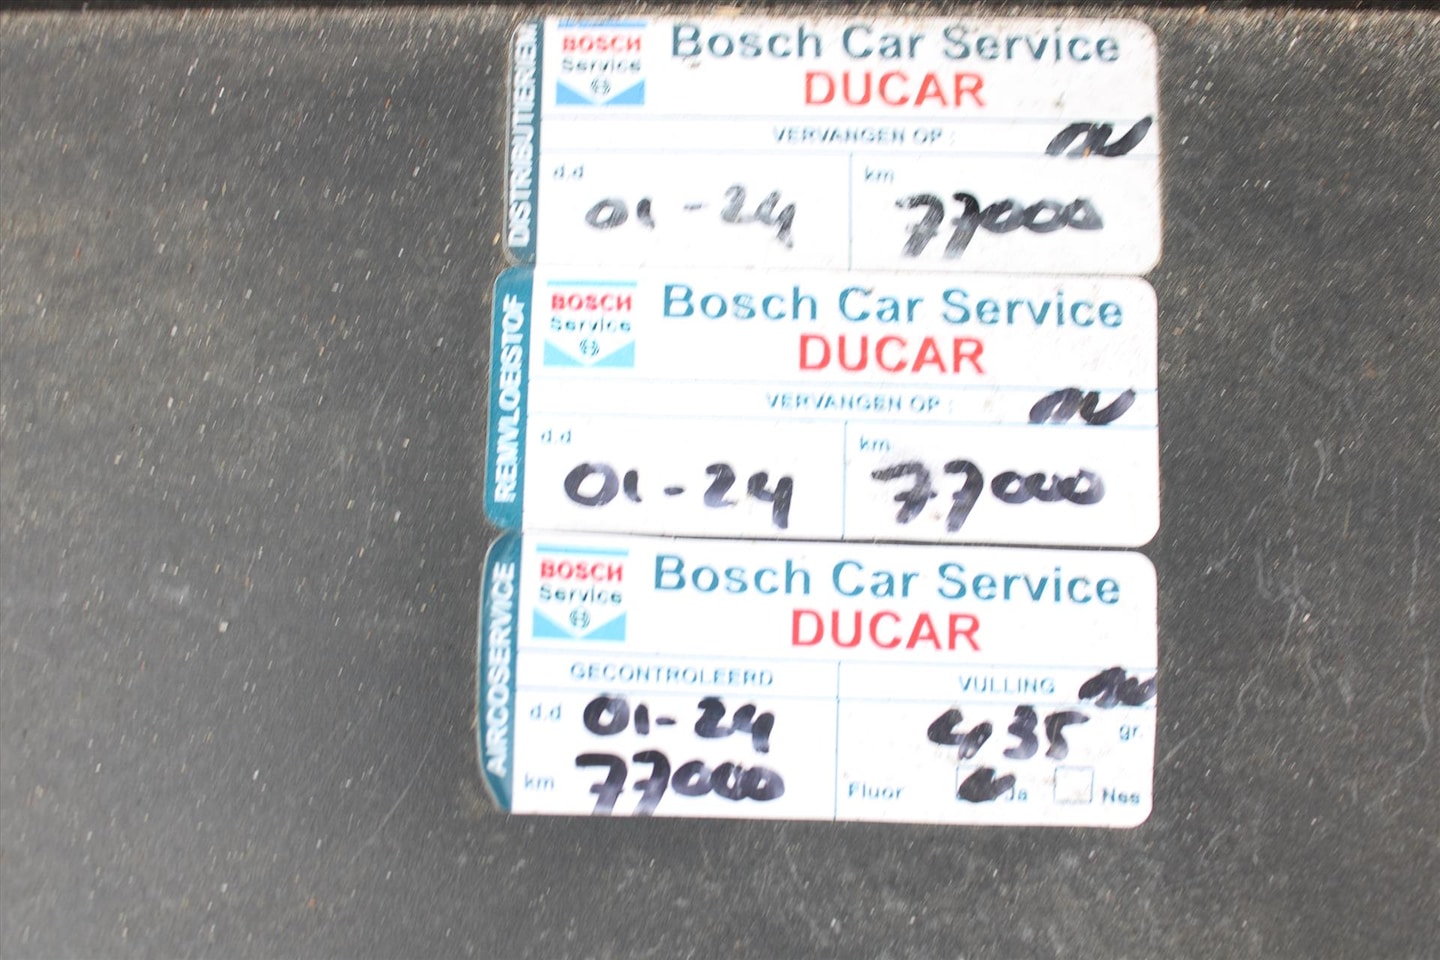 DISTRIBUTIERIEM
BOSCH
Service
Bosch Car Service
DUCAR
VERVANGEN OP :
d.d
km
01-24
77000
REMVLOEISTOF
BOSCH
Service
Bosch Car Service
DUCAR
VERVANGEN OP :
d.d
km
01-24
77000
AIRCOSERVICE
BOSCH
Service
Bosch Car Service
DUCAR
GECONTROLEERD
VULLING
d.d 01-24
435 gr.
km 77000
Fluor Ja Nee